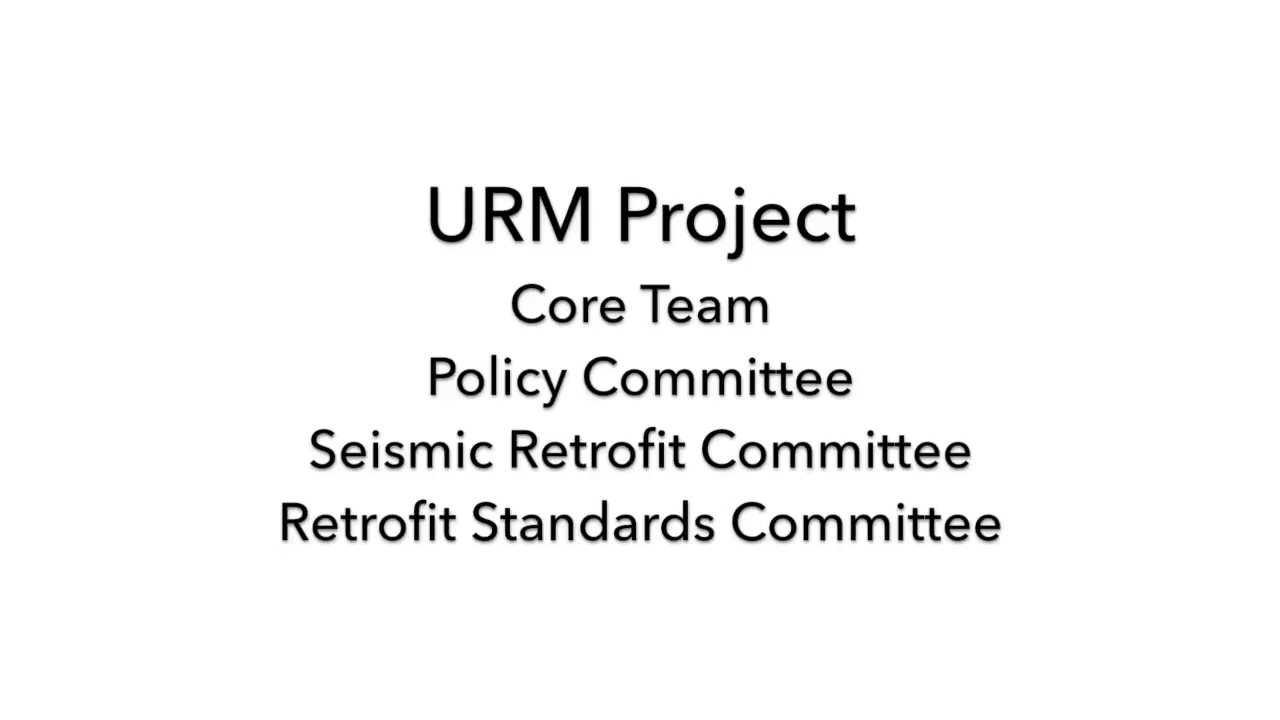 URM Project
Core Team
Policy Committee
Seismic Retrofit Committee
Retrofit Standards Committee